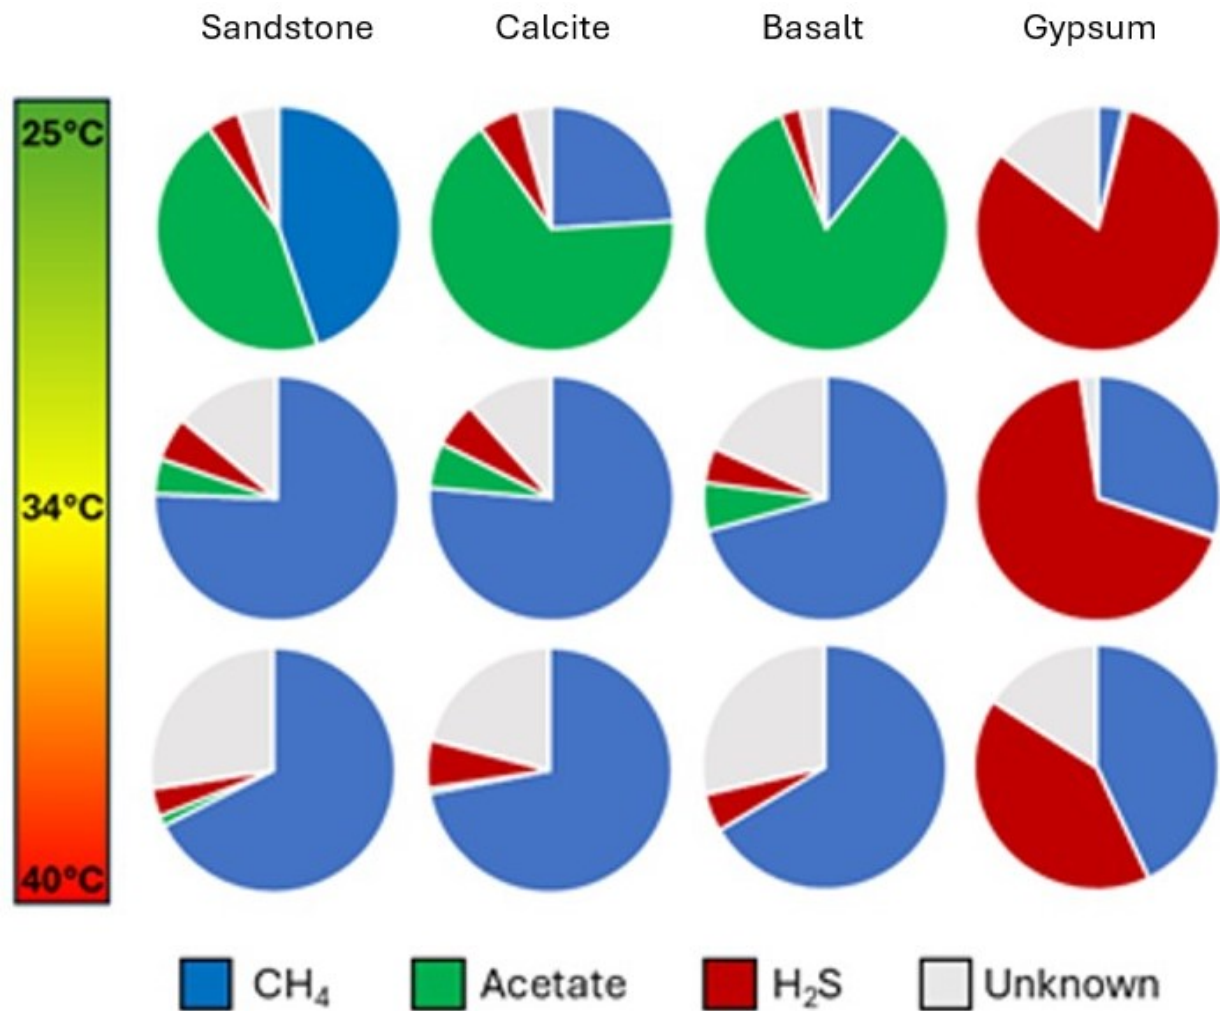 Sandstone Calcite Basalt Gypsum
25°C
34°C
40°C
CH₄ Acetate H₂S Unknown